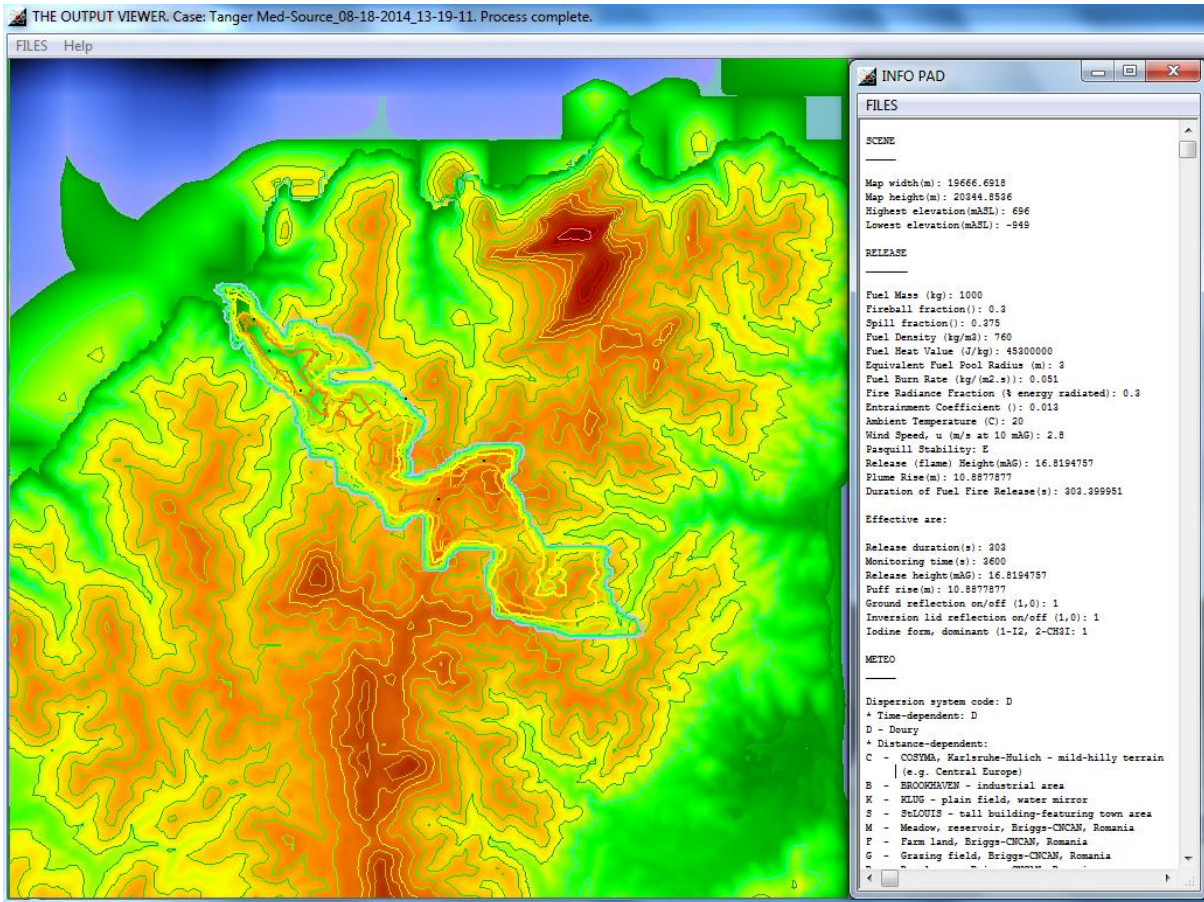 THE OUTPUT VIEWER. Case: Tanger Med-Source_08-18-2014_13-19-11. Process complete.
FILES Help
INFO PAD
FILES
SCENE
Map width(m): 19666.6918
Map height(m): 20344.8536
Highest elevation(mASL): 696
Lowest elevation(mASL): -949
RELEASE
Fuel Mass (kg): 1000
Fireball fraction(): 0.3
Spill fraction(): 0.375
Fuel Density (kg/m3): 760
Fuel Heat Value (J/kg): 45300000
Equivalent Fuel Pool Radius (m): 3
Fuel Burn Rate (kg/(m2.s)): 0.051
Fire Radiance Fraction (% energy radiated): 0.3
Entrainment Coefficient (): 0.013
Ambient Temperature (C): 20
Wind Speed, u (m/s at 10 mAG): 2.8
Pasquill Stability: E
Release (flame) Height(mAG): 16.8194757
Plume Rise(m): 10.8877877
Duration of Fuel Fire Release(s): 303.399951
Effective are:
Release duration(s): 303
Monitoring time(s): 3600
Release height(mAG): 16.8194757
Puff rise(m): 10.8877877
Ground reflection on/off (1,0): 1
Inversion lid reflection on/off (1,0): 1
Iodine form, dominant (1-I2, 2-CH3I: 1
METEO
Dispersion system code: D
* Time-dependent: D
D - Doury
* Distance-dependent:
C - COSYMA, Karlsruhe-Hulich - mild-hilly terrain
(e.g. Central Europe)
B - BROOKHAVEN - industrial area
K - KLUG - plain field, water mirror
S - StLOUIS - tall building-featuring town area
M - Meadow, reservoir, Briggs-CNCAN, Romania
F - Farm land, Briggs-CNCAN, Romania
G - Grazing field, Briggs-CNCAN, Romania